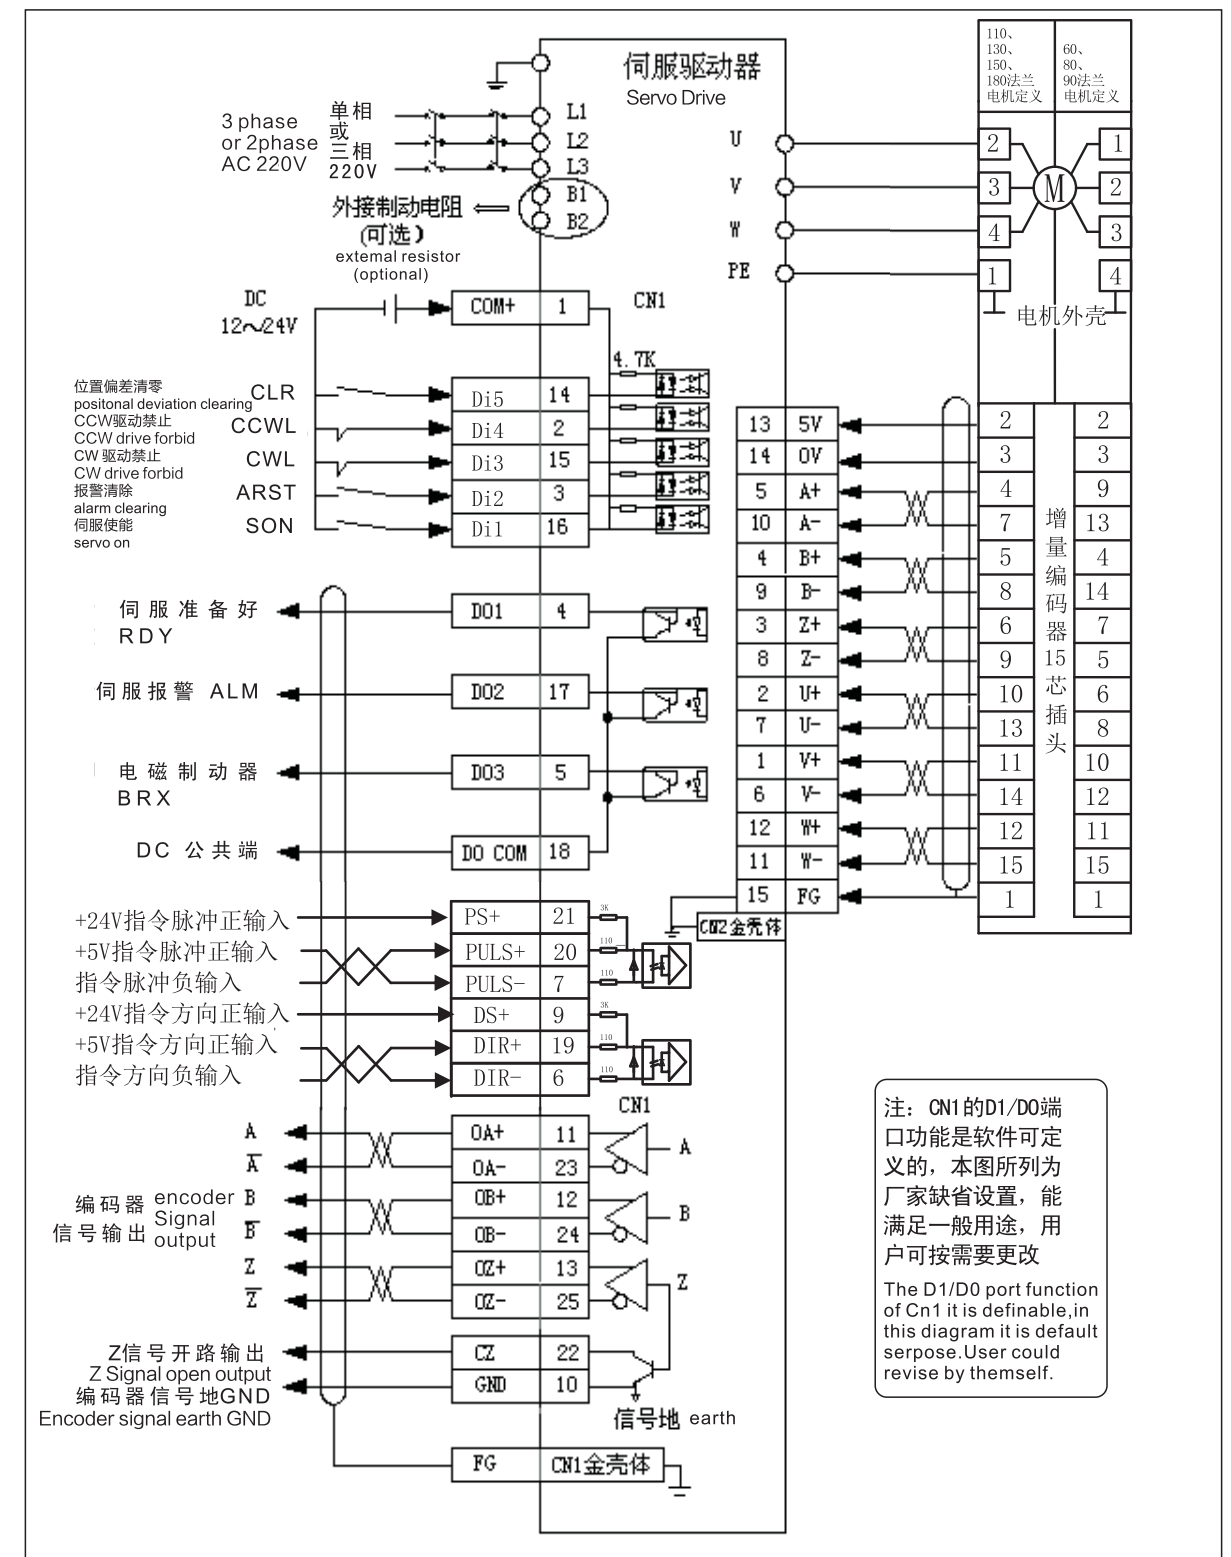 伺服驱动器
Servo Drive
3 phase
or 2phase
AC 220V
单相
或
三相
220V
L1
L2
L3
B1
B2
外接制动电阻
(可选)
extemal resistor
(optional)
U
V
W
PE
110、
130、
150、
180法兰
电机定义
60、
80、
90法兰
电机定义
2 M 1
3 2
4 3
1 4
电机外壳
DC
12～24V
COM+ 1
CN1
4.7K
位置偏差清零
positonal deviation clearing
CLR Di5 14
CCW驱动禁止
CCW drive forbid
CCWL Di4 2
CW 驱动禁止
CW drive forbid
CWL Di3 15
报警清除
alarm clearing
ARST Di2 3
伺服使能
servo on
SON Di1 16
伺服准备好
RDY
DO1 4
伺服报警 ALM DO2 17
电磁制动器
BRX
DO3 5
DC 公共端 DO COM 18
13 5V 2 2
14 0V 3 3
5 A+ 4 9
10 A- 7 13
4 B+ 5 4
9 B- 8 14
3 Z+ 6 7
8 Z- 9 5
2 U+ 10 6
7 U- 13 8
1 V+ 11 10
6 V- 14 12
12 W+ 12 11
11 W- 15 15
15 FG 1 1
增量编码器15芯插头
CN2金壳体
+24V指令脉冲正输入 PS+ 21 3K
+5V指令脉冲正输入 PULS+ 20 110
指令脉冲负输入 PULS- 7 110
+24V指令方向正输入 DS+ 9 3K
+5V指令方向正输入 DIR+ 19 110
指令方向负输入 DIR- 6 110
CN1
A OA+ 11 A
A̅ OA- 23
编码器
信号输出
encoder
Signal
output
B OB+ 12 B
B̅ OB- 24
Z OZ+ 13 Z
Z̅ OZ- 25
Z信号开路输出
Z Signal open output
CZ 22
编码器信号地GND
Encoder signal earth GND
GND 10
信号地 earth
FG CN1金壳体
注：CN1的D1/DO端
口功能是软件可定
义的，本图所列为
厂家缺省设置，能
满足一般用途，用
户可按需要更改
The D1/D0 port function
of Cn1 it is definable,in
this diagram it is default
serpose.User could
revise by themself.